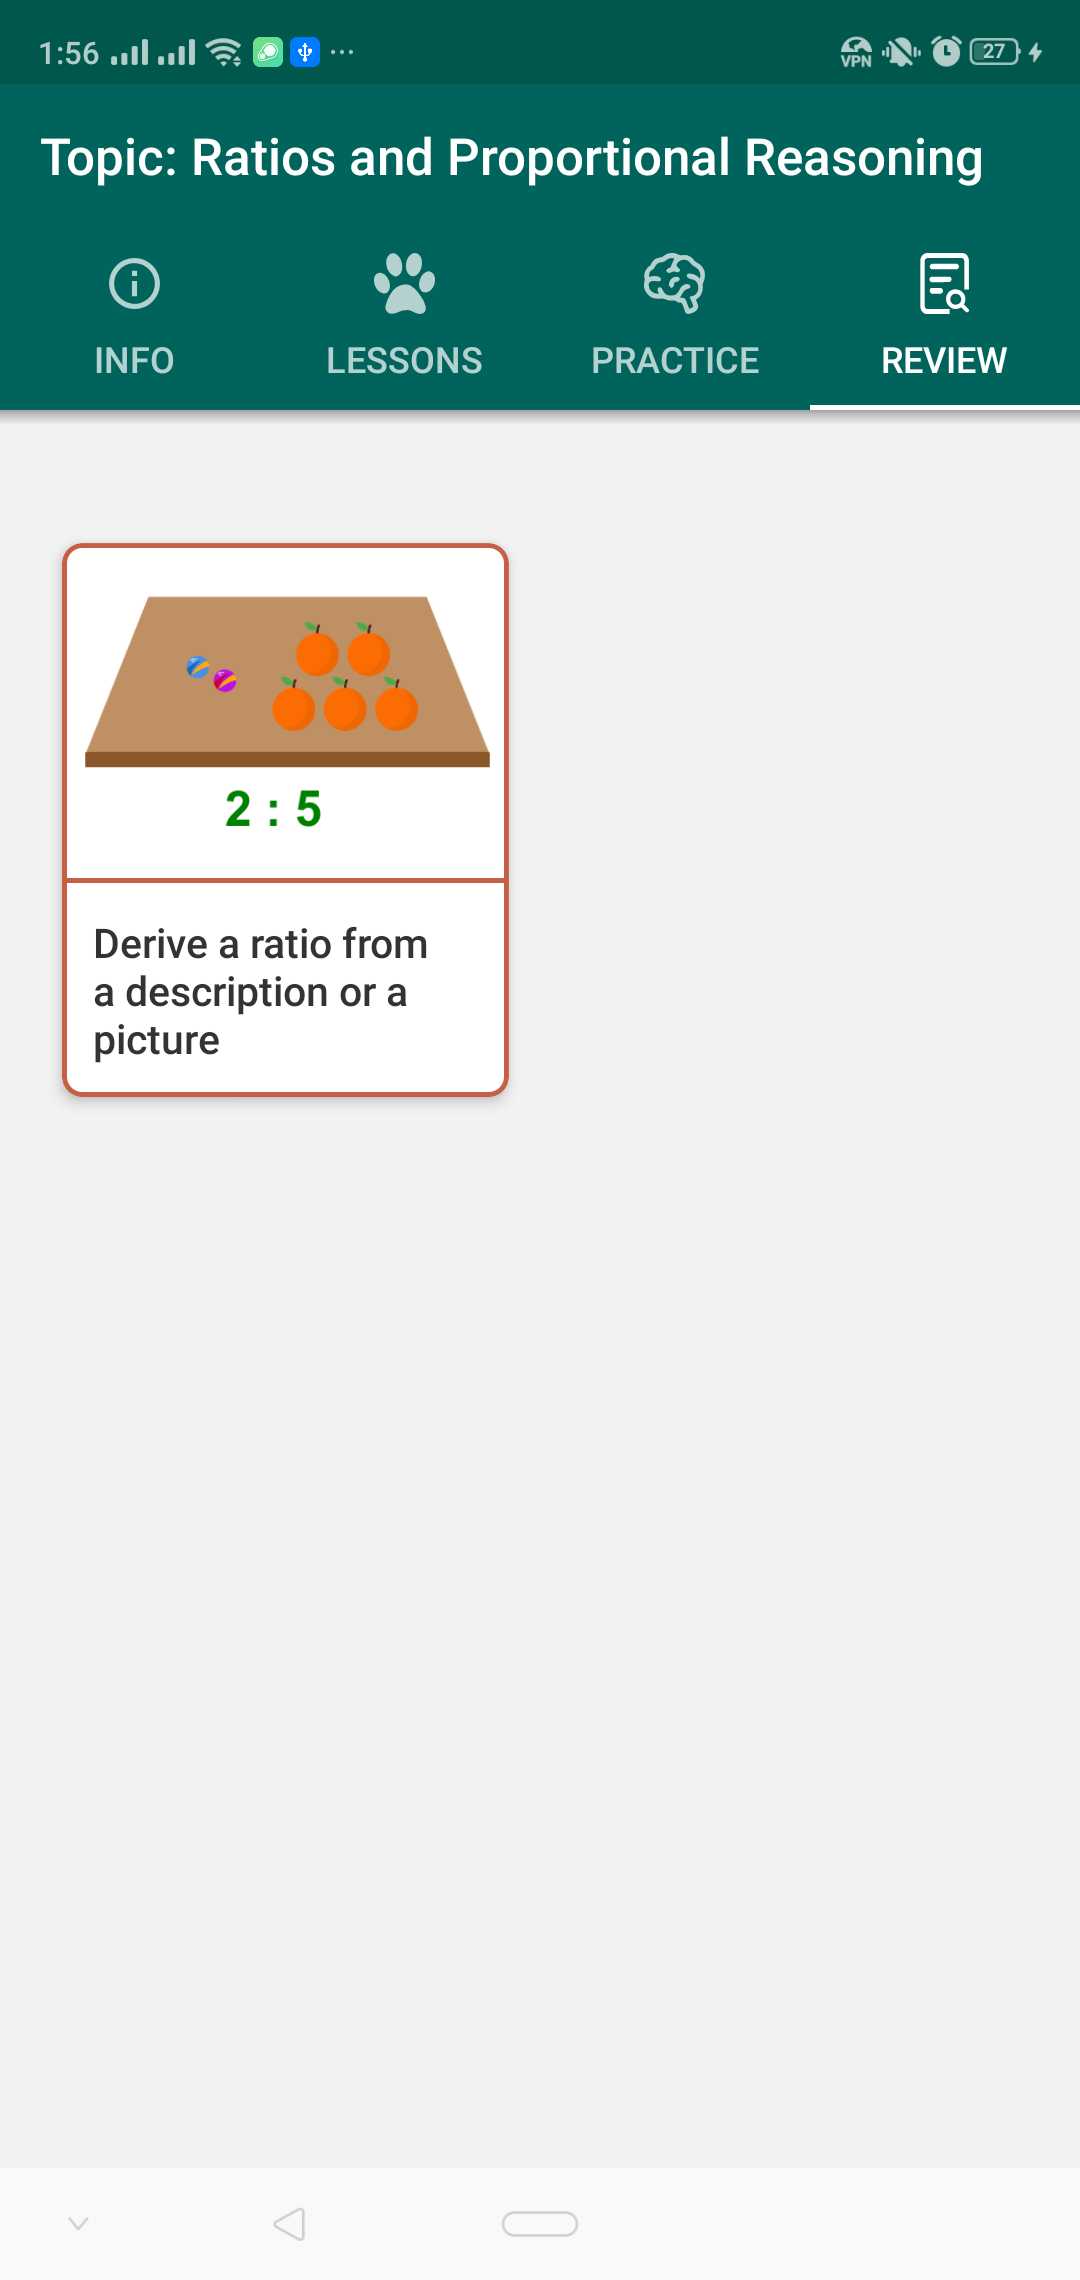 1:56
VPN
27
Topic: Ratios and Proportional Reasoning
INFO
LESSONS
PRACTICE
REVIEW
2 : 5
Derive a ratio from
a description or a
picture